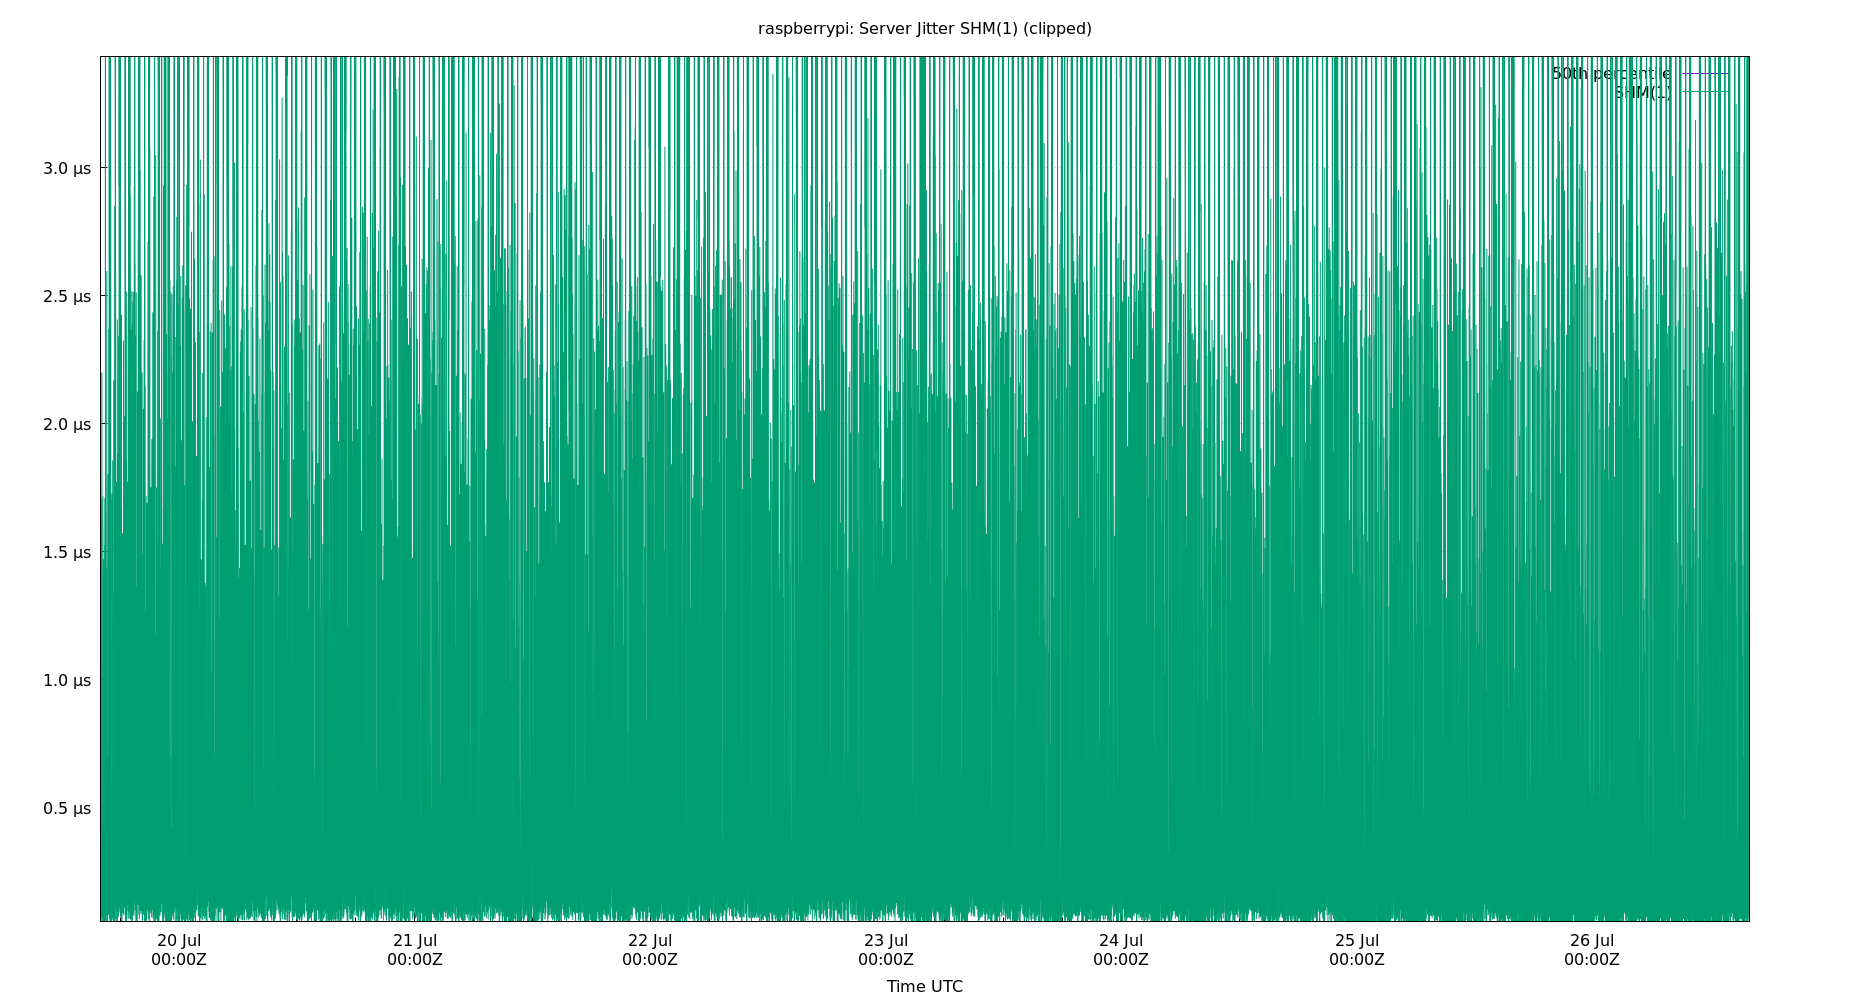 raspberrypi: Server Jitter SHM(1) (clipped)
50th percentile
SHM(1)
3.0 µs
2.5 µs
2.0 µs
1.5 µs
1.0 µs
0.5 µs
20 Jul 21 Jul 22 Jul 23 Jul 24 Jul 25 Jul 26 Jul
00:00Z 00:00Z 00:00Z 00:00Z 00:00Z 00:00Z 00:00Z
Time UTC